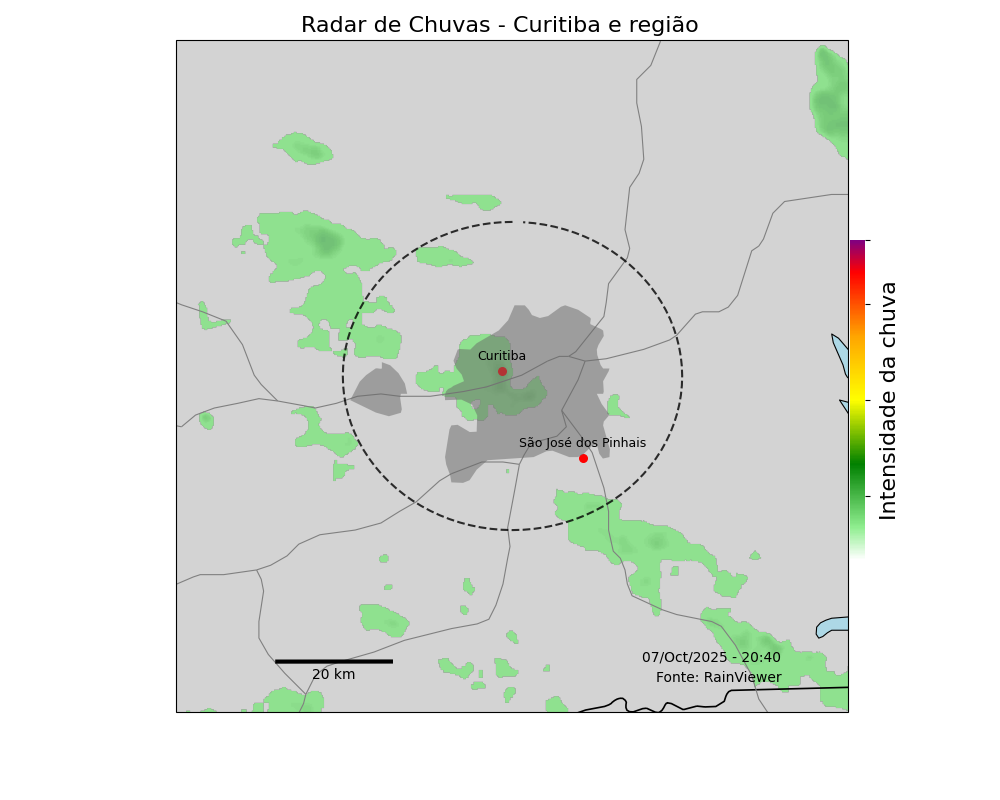 Radar de Chuvas - Curitiba e região
Curitiba
São José dos Pinhais
Intensidade da chuva
07/Oct/2025 - 20:40
Fonte: RainViewer
20 km